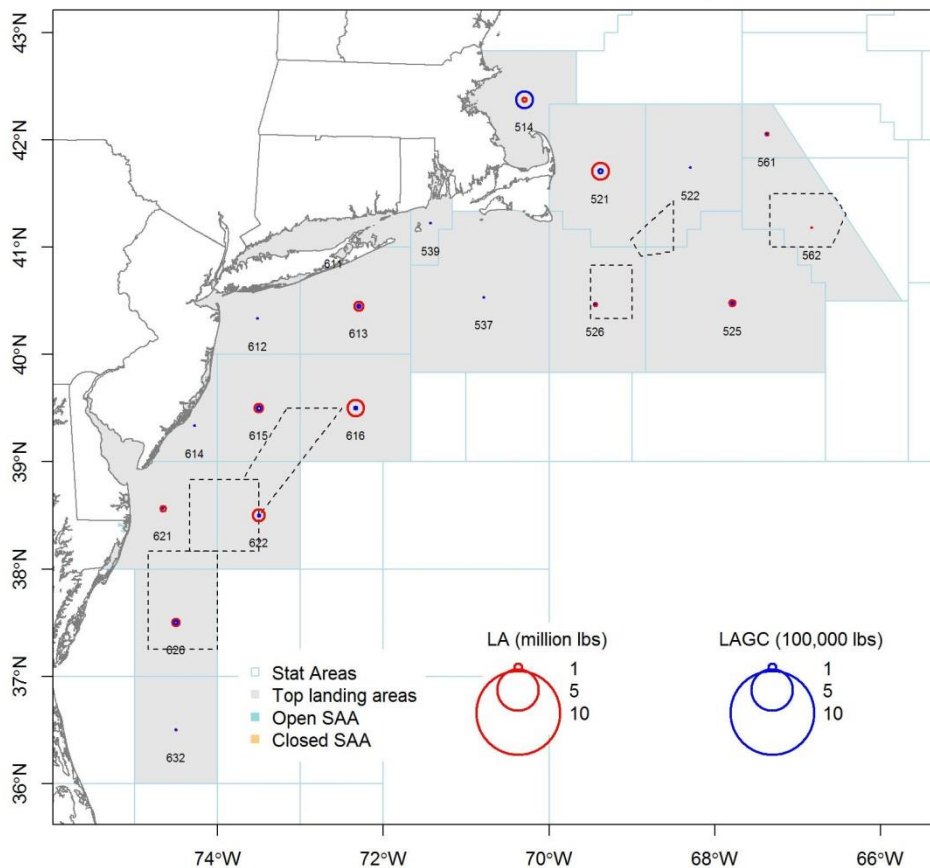 43°N
42°N
41°N
40°N
39°N
38°N
37°N
36°N
514
521
522
561
562
539
611
537
526
525
612
613
614
615
616
621
622
626
632
LA (million lbs)
1
5
10
LAGC (100,000 lbs)
1
5
10
Stat Areas
Top landing areas
Open SAA
Closed SAA
74°W
72°W
70°W
68°W
66°W